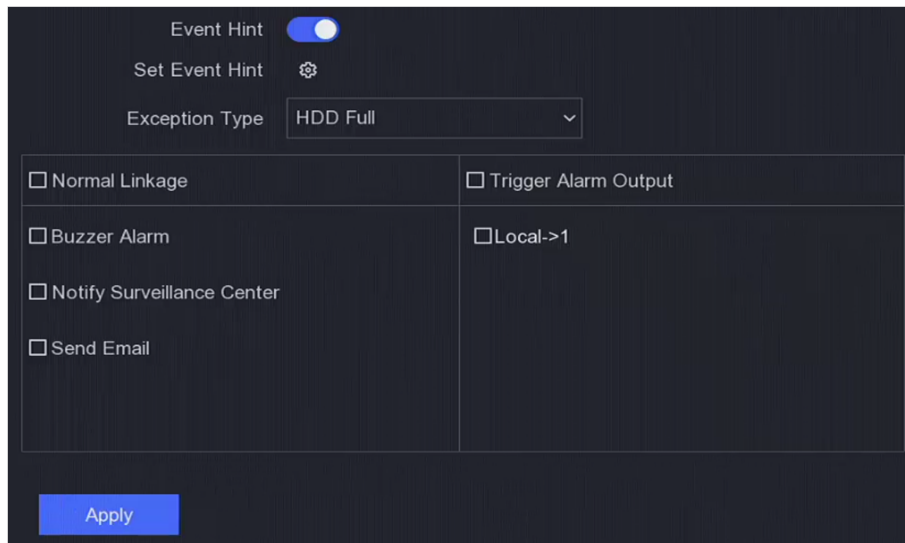 Event Hint
Set Event Hint
Exception Type HDD Full
Normal Linkage Trigger Alarm Output
Buzzer Alarm Local->1
Notify Surveillance Center
Send Email
Apply